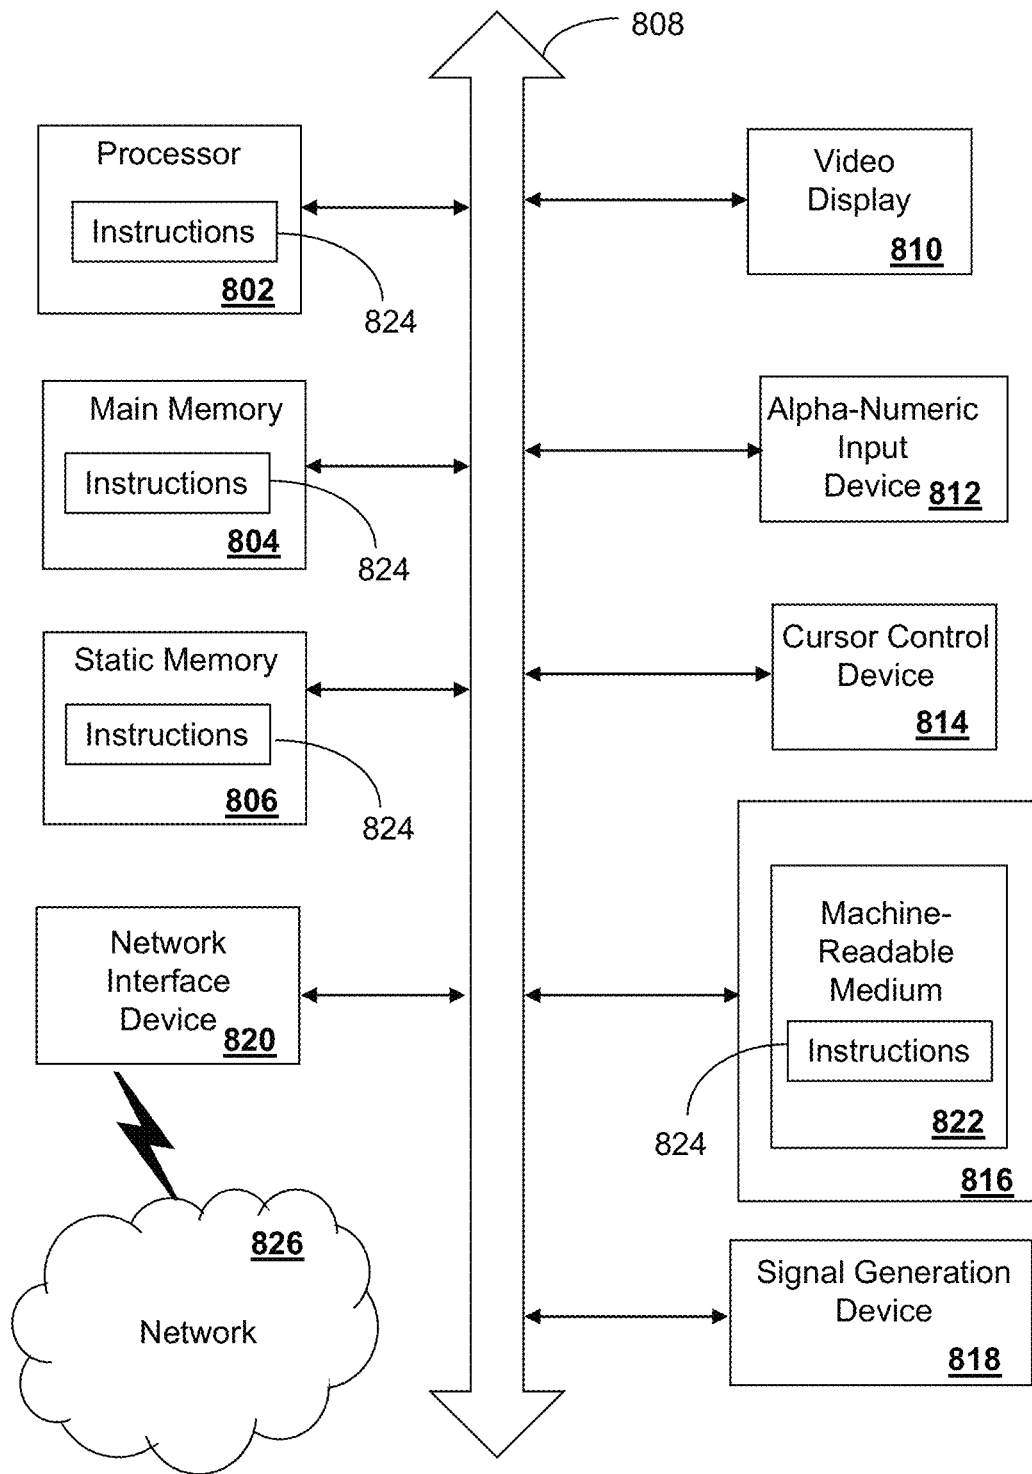 808
Processor
Instructions
802
824
Main Memory
Instructions
804
824
Static Memory
Instructions
806
824
Network
Interface
Device
820
826
Network
Video
Display
810
Alpha-Numeric
Input
Device
812
Cursor Control
Device
814
Machine-
Readable
Medium
Instructions
822
824
816
Signal Generation
Device
818